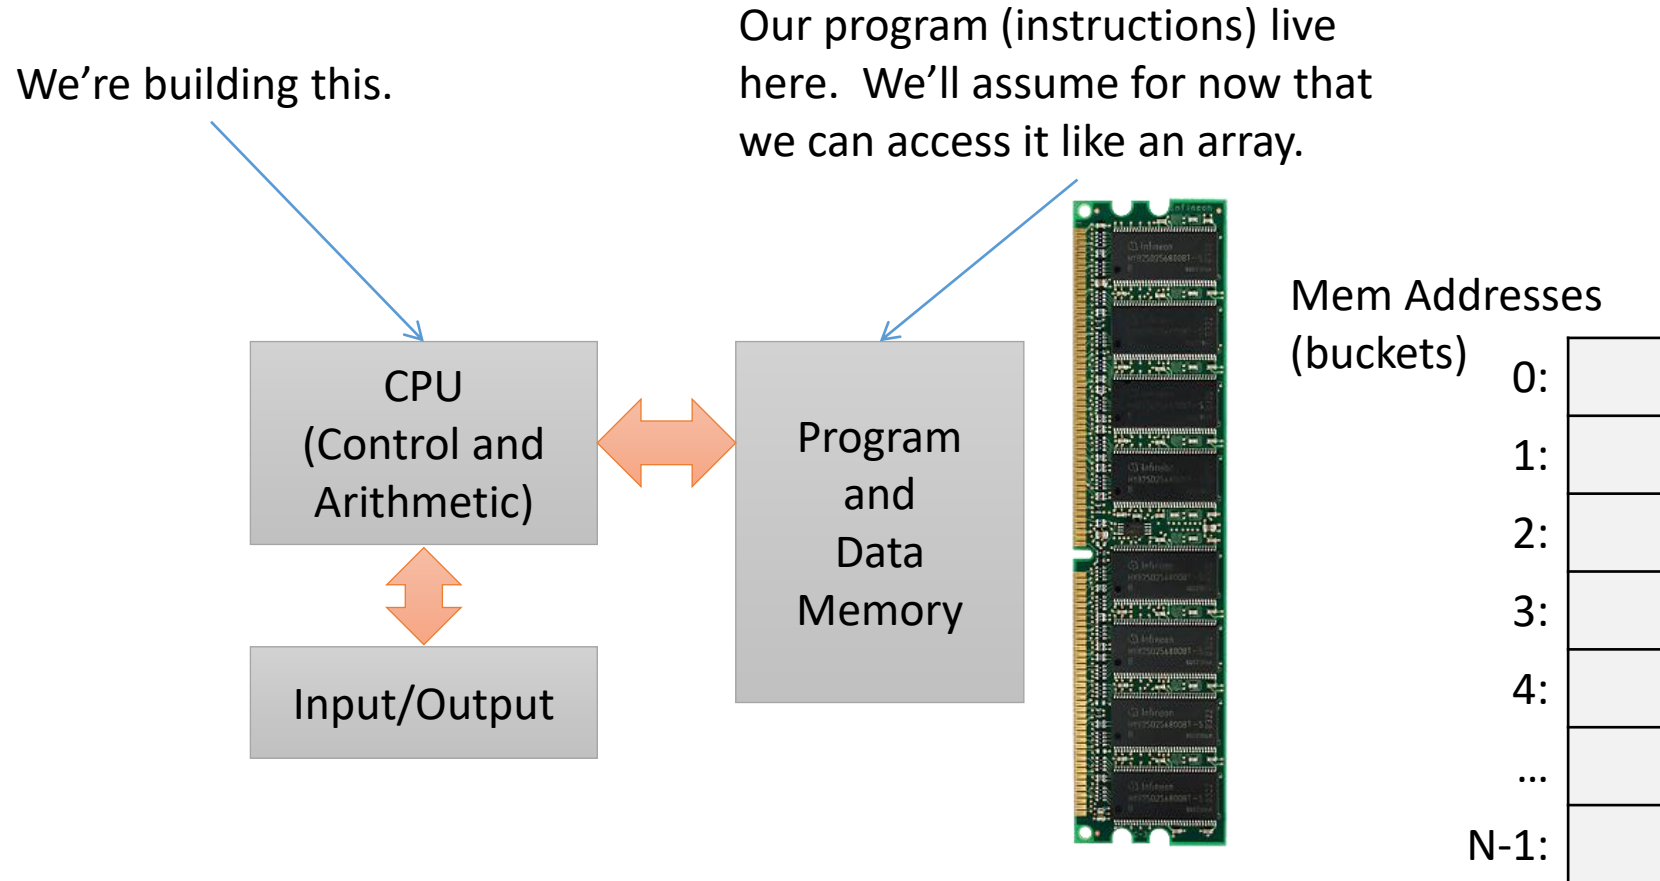 We’re building this.
Our program (instructions) live
here.  We’ll assume for now that
we can access it like an array.
CPU
(Control and
Arithmetic)
Program
and
Data
Memory
Input/Output
Infineon
Mem Addresses
(buckets)
0:
1:
2:
3:
4:
...
N-1: